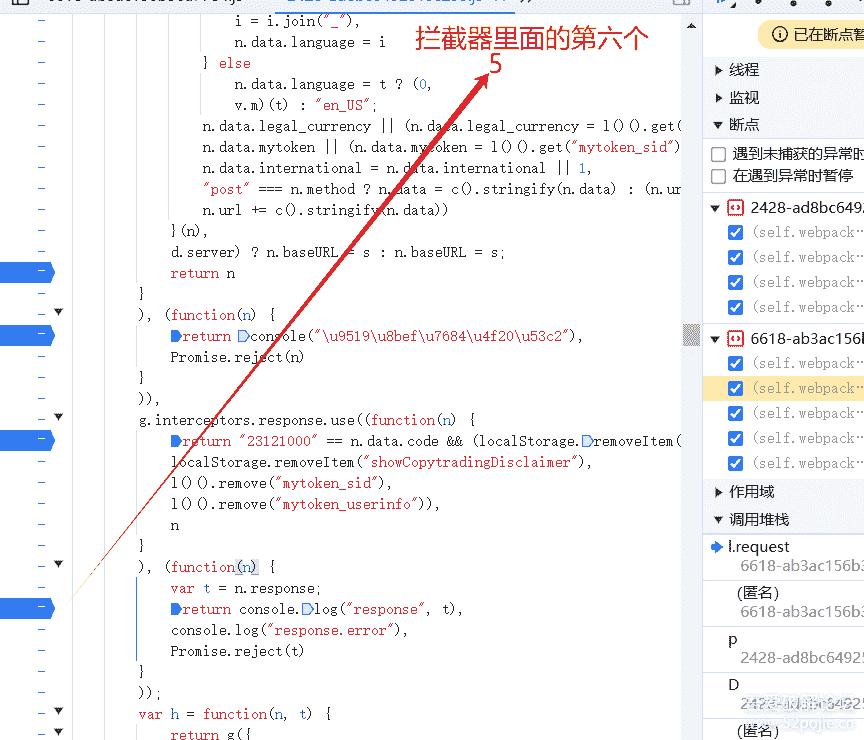 i = i.join("_"),
n.data.language = i
拦截器里面的第六个
5
} else
n.data.language = t ? (0,
v.m)(t) : "en_US";
n.data.legal_currency || (n.data.legal_currency = l()().get(
n.data.mytoken || (n.data.mytoken = l()().get("mytoken_sid")
n.data.international = n.data.international || 1,
"post" === n.method ? n.data = c().stringify(n.data) : (n.ur
n.url += c().stringify(n.data))
}(n),
d.server) ? n.baseURL = s : n.baseURL = s;
return n
}
), (function(n) {
return console("\u9519\u8bef\u7684\u4f20\u53c2"),
Promise.reject(n)
}
)),
g.interceptors.response.use((function(n) {
return "23121000" == n.data.code && (localStorage.removeItem(
localStorage.removeItem("showCopytradingDisclaimer"),
l()().remove("mytoken_sid"),
l()().remove("mytoken_userinfo")),
n
}
), (function(n) {
var t = n.response;
return console.log("response", t),
console.log("response.error"),
Promise.reject(t)
}
));
var h = function(n, t) {
return g({
已在断点暂
线程
监视
断点
遇到未捕获的异常时
在遇到异常时暂停
2428-ad8bc6492
(self.webpack…
(self.webpack…
(self.webpack…
(self.webpack…
6618-ab3ac156b
(self.webpack…
(self.webpack…
(self.webpack…
(self.webpack…
(self.webpack…
作用域
调用堆栈
l.request
6618-ab3ac156b3
(匿名)
6618-ab3ac156b3
p
2428-ad8bc64925
D
2428-ad8bc64925
(匿名)
www.52pojie.cn